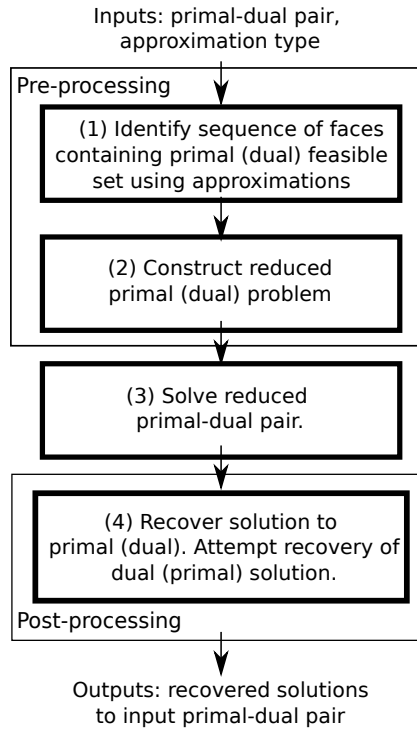 Inputs: primal-dual pair,
approximation type
Pre-processing
(1) Identify sequence of faces
containing primal (dual) feasible
set using approximations
(2) Construct reduced
primal (dual) problem
(3) Solve reduced
primal-dual pair.
(4) Recover solution to
primal (dual). Attempt recovery of
dual (primal) solution.
Post-processing
Outputs: recovered solutions
to input primal-dual pair